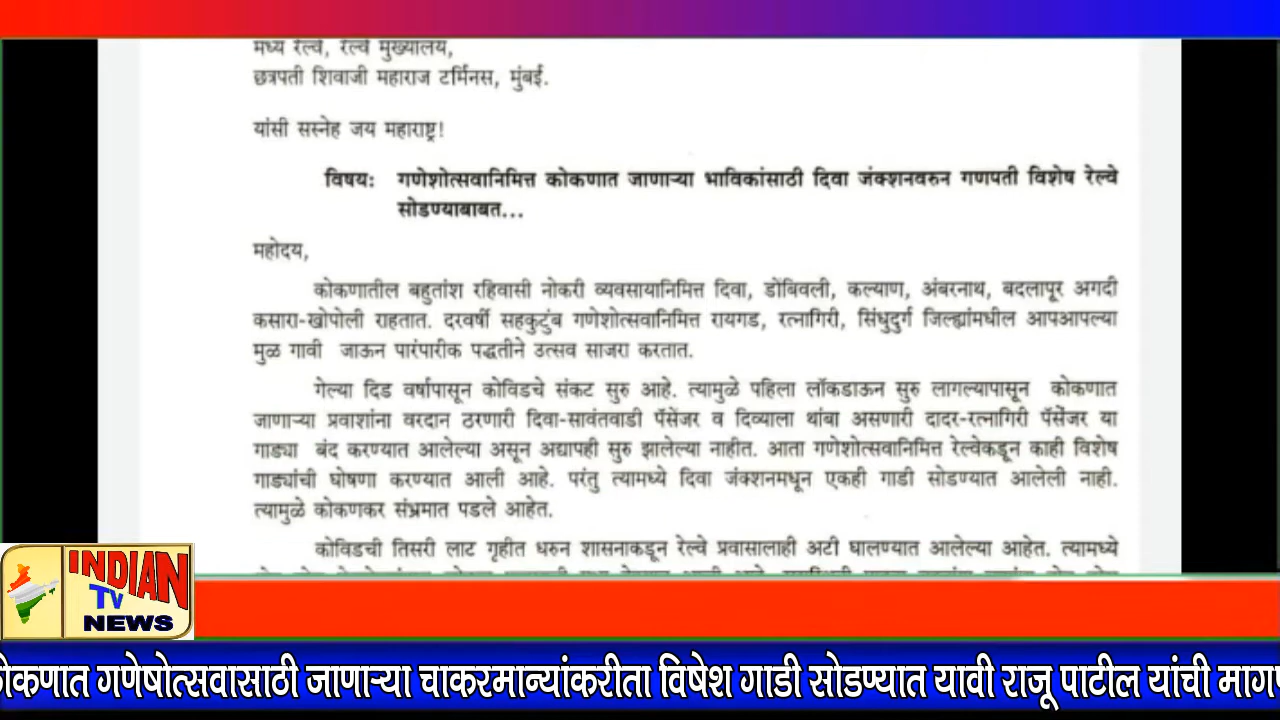 मध्य रेल्वे, रेल्वे मुख्यालय,
छत्रपती शिवाजी महाराज टर्मिनस, मुंबई.
यांसी सस्नेह जय महाराष्ट्र!
विषयः गणेशोत्सवानिमित्त कोकणात जाणाऱ्या भाविकांसाठी दिवा जंक्शनवरुन गणपती विशेष रेल्वे
सोडण्याबाबत...
महोदय,
कोकणातील बहुतांश रहिवासी नोकरी व्यवसायानिमित्त दिवा, डोंबिवली, कल्याण, अंबरनाथ, बदलापूर अगदी
कसारा-खोपोली राहतात. दरवर्षी सहकुटुंब गणेशोत्सवानिमित्त रायगड, रत्नागिरी, सिंधुदुर्ग जिल्ह्यांमधील आपआपल्या
मुळ गावी जाऊन पारंपारीक पद्धतीने उत्सव साजरा करतात.
गेल्या दिड वर्षापासून कोविडचे संकट सुरु आहे. त्यामुळे पहिला लॉकडाऊन सुरु लागल्यापासून कोकणात
जाणाऱ्या प्रवाशांना वरदान ठरणारी दिवा-सावंतवाडी पॅसेंजर व दिव्याला थांबा असणारी दादर-रत्नागिरी पॅसेंजर या
गाड्या बंद करण्यात आलेल्या असून अद्यापही सुरु झालेल्या नाहीत. आता गणेशोत्सवानिमित्त रेल्वेकडून काही विशेष
गाड्यांची घोषणा करण्यात आली आहे. परंतु त्यामध्ये दिवा जंक्शनमधून एकही गाडी सोडण्यात आलेली नाही.
त्यामुळे कोकणकर संभ्रमात पडले आहेत.
कोविडची तिसरी लाट गृहीत धरुन शासनाकडून रेल्वे प्रवासालाही अटी घालण्यात आलेल्या आहेत. त्यामध्ये
INDIAN
TV
NEWS
गणेषोत्सवासाठी जाणाऱ्या चाकरमान्यांकरीता विषेश गाडी सोडण्यात यावी राजू पाटील यांची